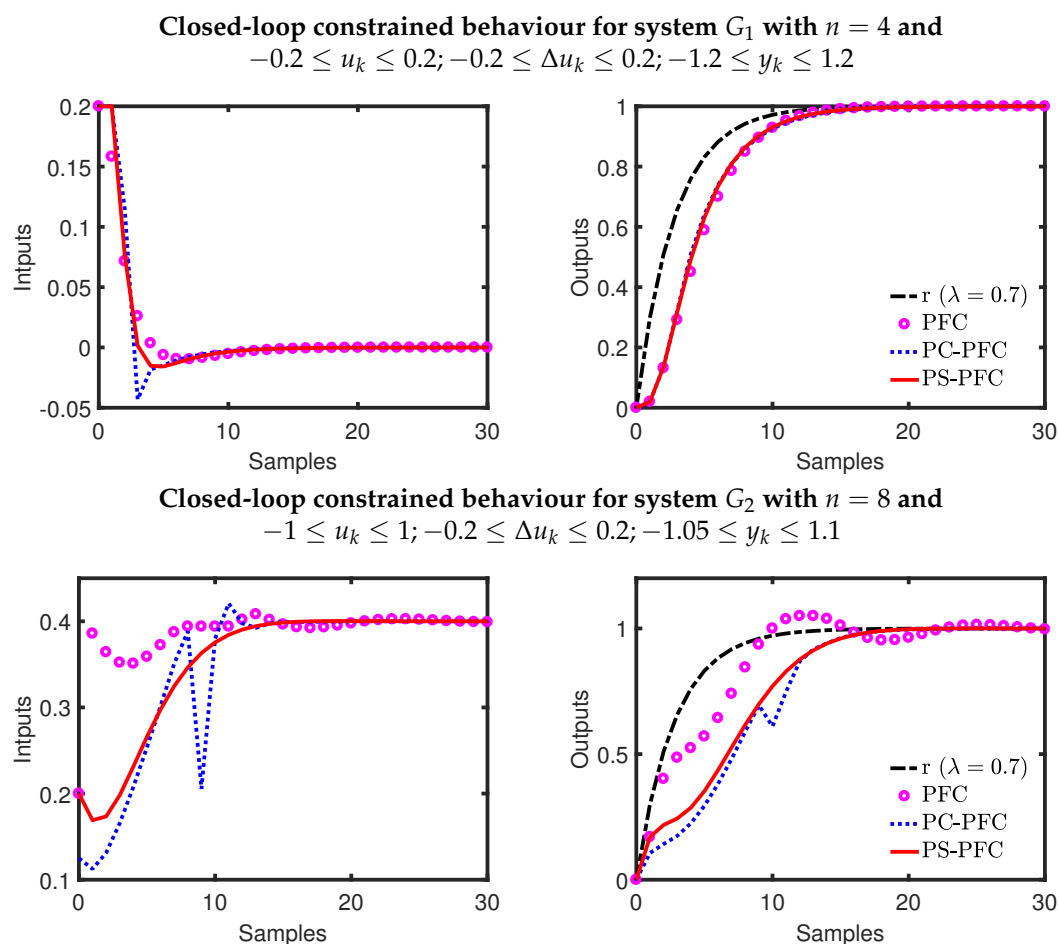 Closed-loop constrained behaviour for system G₁ with n = 4 and
−0.2 ≤ uₖ ≤ 0.2; −0.2 ≤ Δuₖ ≤ 0.2; −1.2 ≤ yₖ ≤ 1.2
0.2
0.15
0.1
0.05
0
-0.05
Intputs
0 10 20 30
Samples
1
0.8
0.6
0.4
0.2
0
Outputs
r (λ = 0.7)
PFC
PC-PFC
PS-PFC
0 10 20 30
Samples
Closed-loop constrained behaviour for system G₂ with n = 8 and
−1 ≤ uₖ ≤ 1; −0.2 ≤ Δuₖ ≤ 0.2; −1.05 ≤ yₖ ≤ 1.1
0.4
0.3
0.2
0.1
Intputs
0 10 20 30
Samples
1
0.5
0
Outputs
r (λ = 0.7)
PFC
PC-PFC
PS-PFC
0 10 20 30
Samples